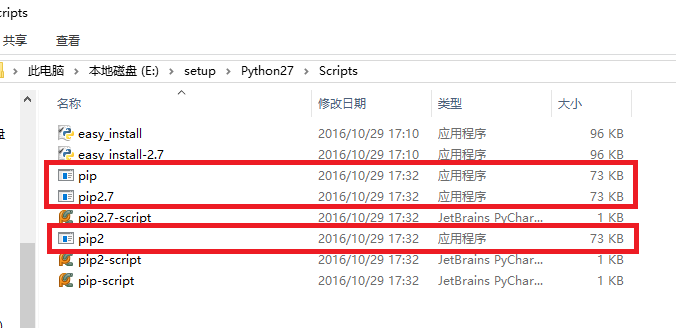 cripts
共享 查看
此电脑 本地磁盘 (E:) setup Python27 Scripts
名称 修改日期 类型 大小
easy_install 2016/10/29 17:10 应用程序 96 KB
easy_install-2.7 2016/10/29 17:10 应用程序 96 KB
pip 2016/10/29 17:32 应用程序 73 KB
pip2.7 2016/10/29 17:32 应用程序 73 KB
pip2.7-script 2016/10/29 17:32 JetBrains PyChar... 1 KB
pip2 2016/10/29 17:32 应用程序 73 KB
pip2-script 2016/10/29 17:32 JetBrains PyChar... 1 KB
pip-script 2016/10/29 17:32 JetBrains PyChar... 1 KB